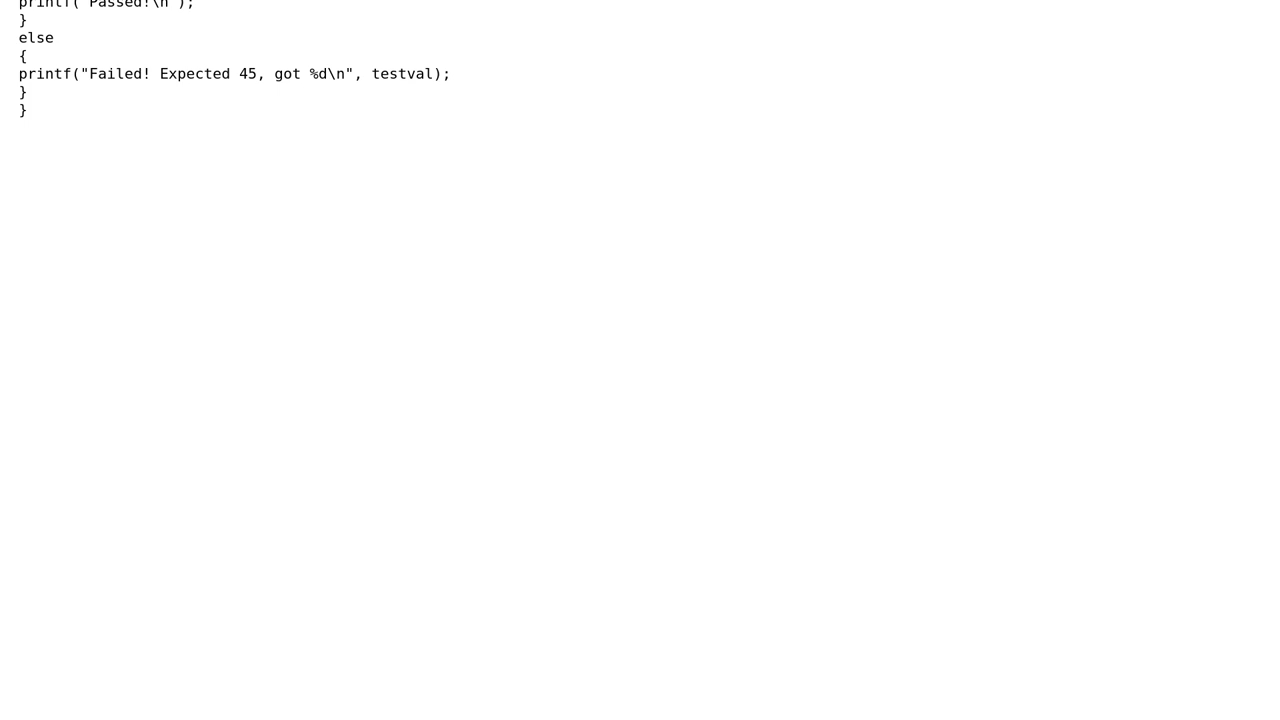 printf("Passed!\n");
}
else
{
printf("Failed! Expected 45, got %d\n", testval);
}
}